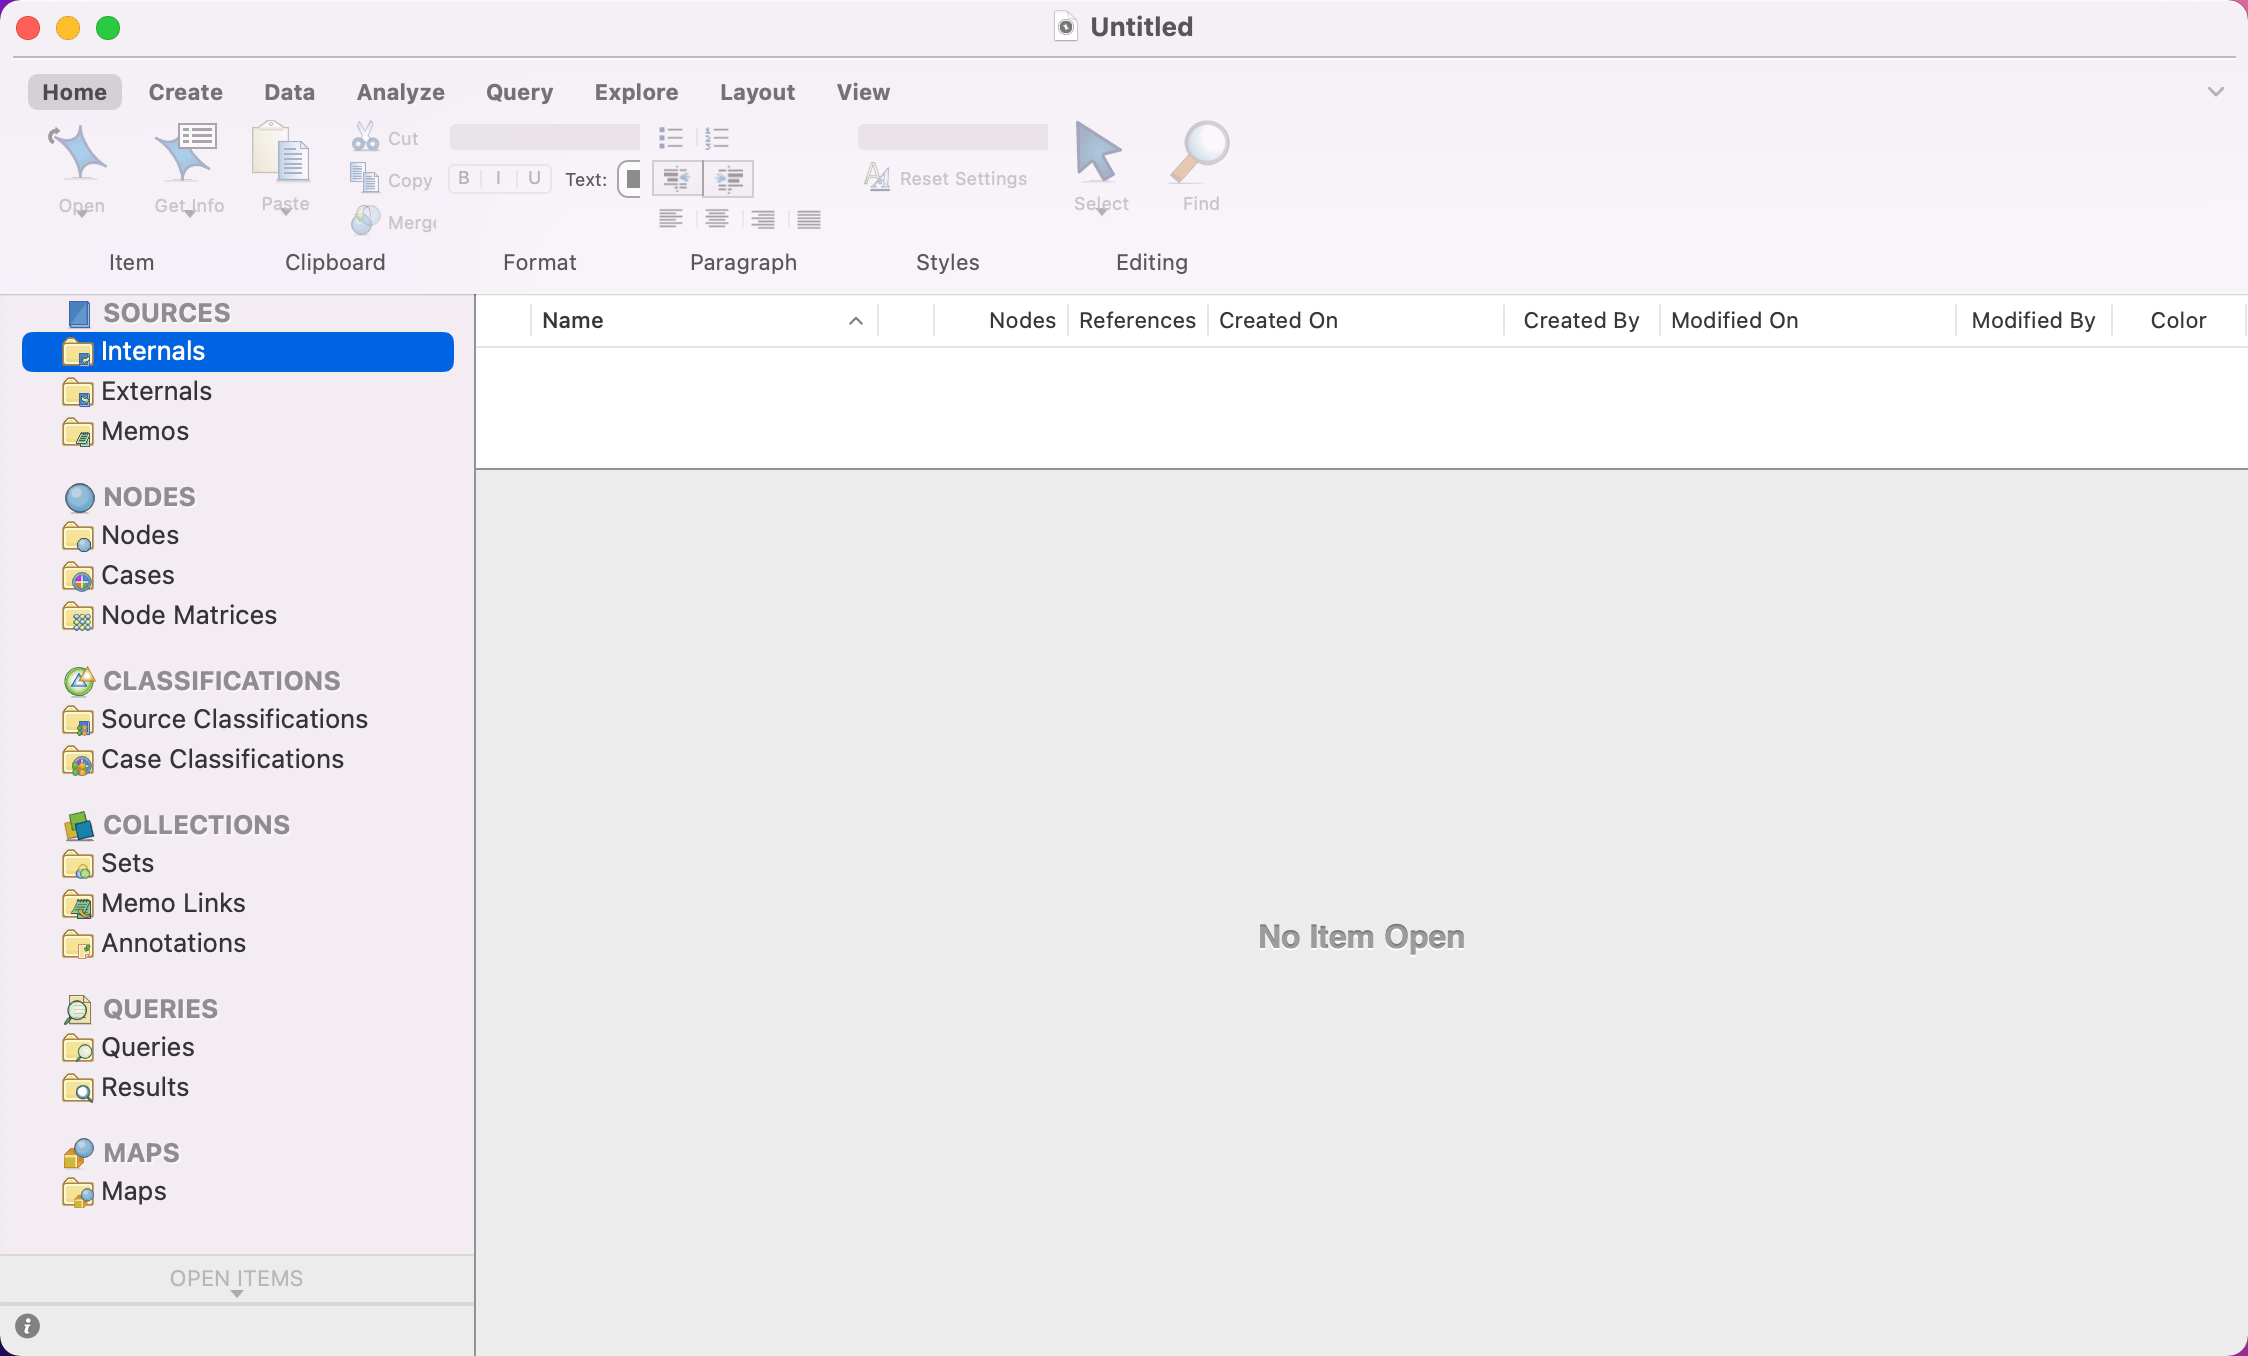 Untitled
Home Create Data Analyze Query Explore Layout View
Open Get Info Paste Cut Copy Merge B I U Text: Reset Settings Select Find
Item Clipboard Format Paragraph Styles Editing
SOURCES
Internals
Externals
Memos
NODES
Nodes
Cases
Node Matrices
CLASSIFICATIONS
Source Classifications
Case Classifications
COLLECTIONS
Sets
Memo Links
Annotations
QUERIES
Queries
Results
MAPS
Maps
OPEN ITEMS
Name Nodes References Created On Created By Modified On Modified By Color
No Item Open